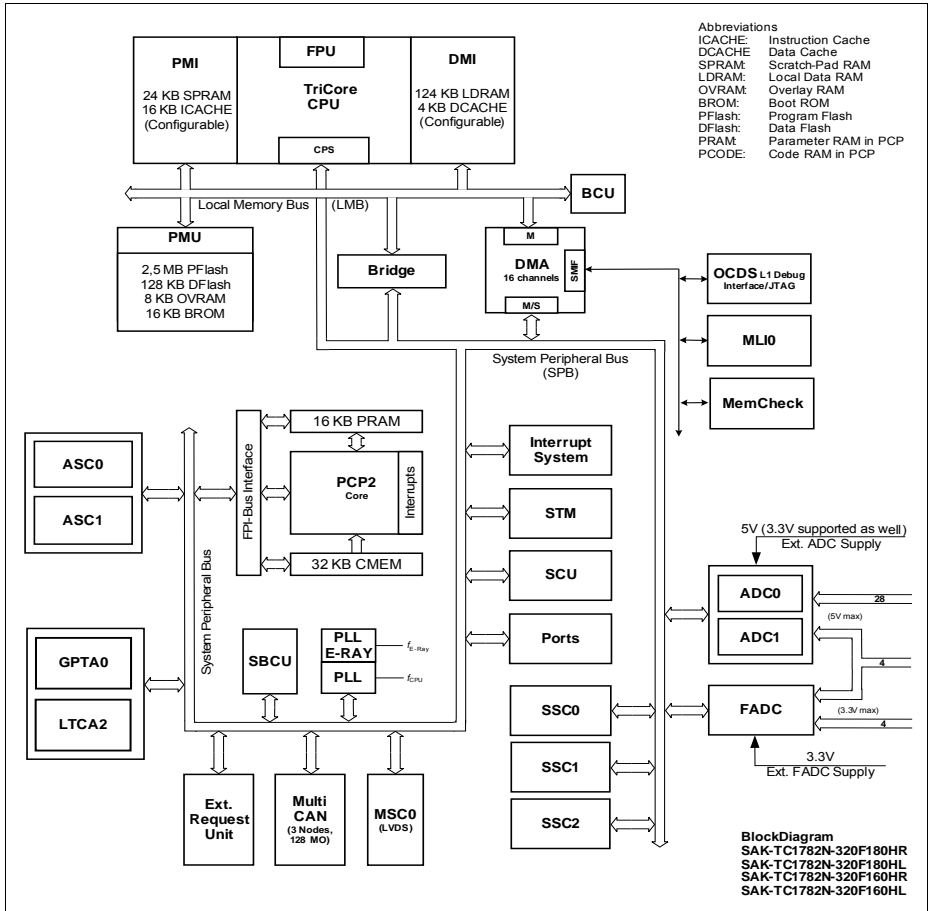 Abbreviations
ICACHE: Instruction Cache
DCACHE Data Cache
SPRAM: Scratch-Pad RAM
LDRAM: Local Data RAM
OVRAM: Overlay RAM
BROM: Boot ROM
PFlash: Program Flash
DFlash: Data Flash
PRAM: Parameter RAM in PCP
PCODE: Code RAM in PCP
PMI
24 KB SPRAM
16 KB ICACHE
(Configurable)
FPU
TriCore
CPU
CPS
DMI
124 KB LDRAM
4 KB DCACHE
(Configurable)
Local Memory Bus (LMB)
BCU
PMU
2,5 MB PFlash
128 KB DFlash
8 KB OVRAM
16 KB BROM
Bridge
M
DMA
16 channels
SMIF
M/S
OCDS L1 Debug
Interface/JTAG
MLI0
MemCheck
System Peripheral Bus
(SPB)
ASC0
ASC1
FPI-Bus Interface
16 KB PRAM
PCP2
Core
Interrupts
32 KB CMEM
Interrupt
System
STM
SCU
Ports
5V (3.3V supported as well)
Ext. ADC Supply
ADC0
28
(5V max)
ADC1
4
GPTA0
LTCA2
System Peripheral Bus
SBCU
PLL
E-RAY
fE-Ray
PLL
fCPU
SSC0
SSC1
SSC2
FADC
(3.3V max)
4
3.3V
Ext. FADC Supply
Ext.
Request
Unit
Multi
CAN
(3 Nodes,
128 MO)
MSC0
(LVDS)
BlockDiagram
SAK-TC1782N-320F180HR
SAK-TC1782N-320F180HL
SAK-TC1782N-320F160HR
SAK-TC1782N-320F160HL